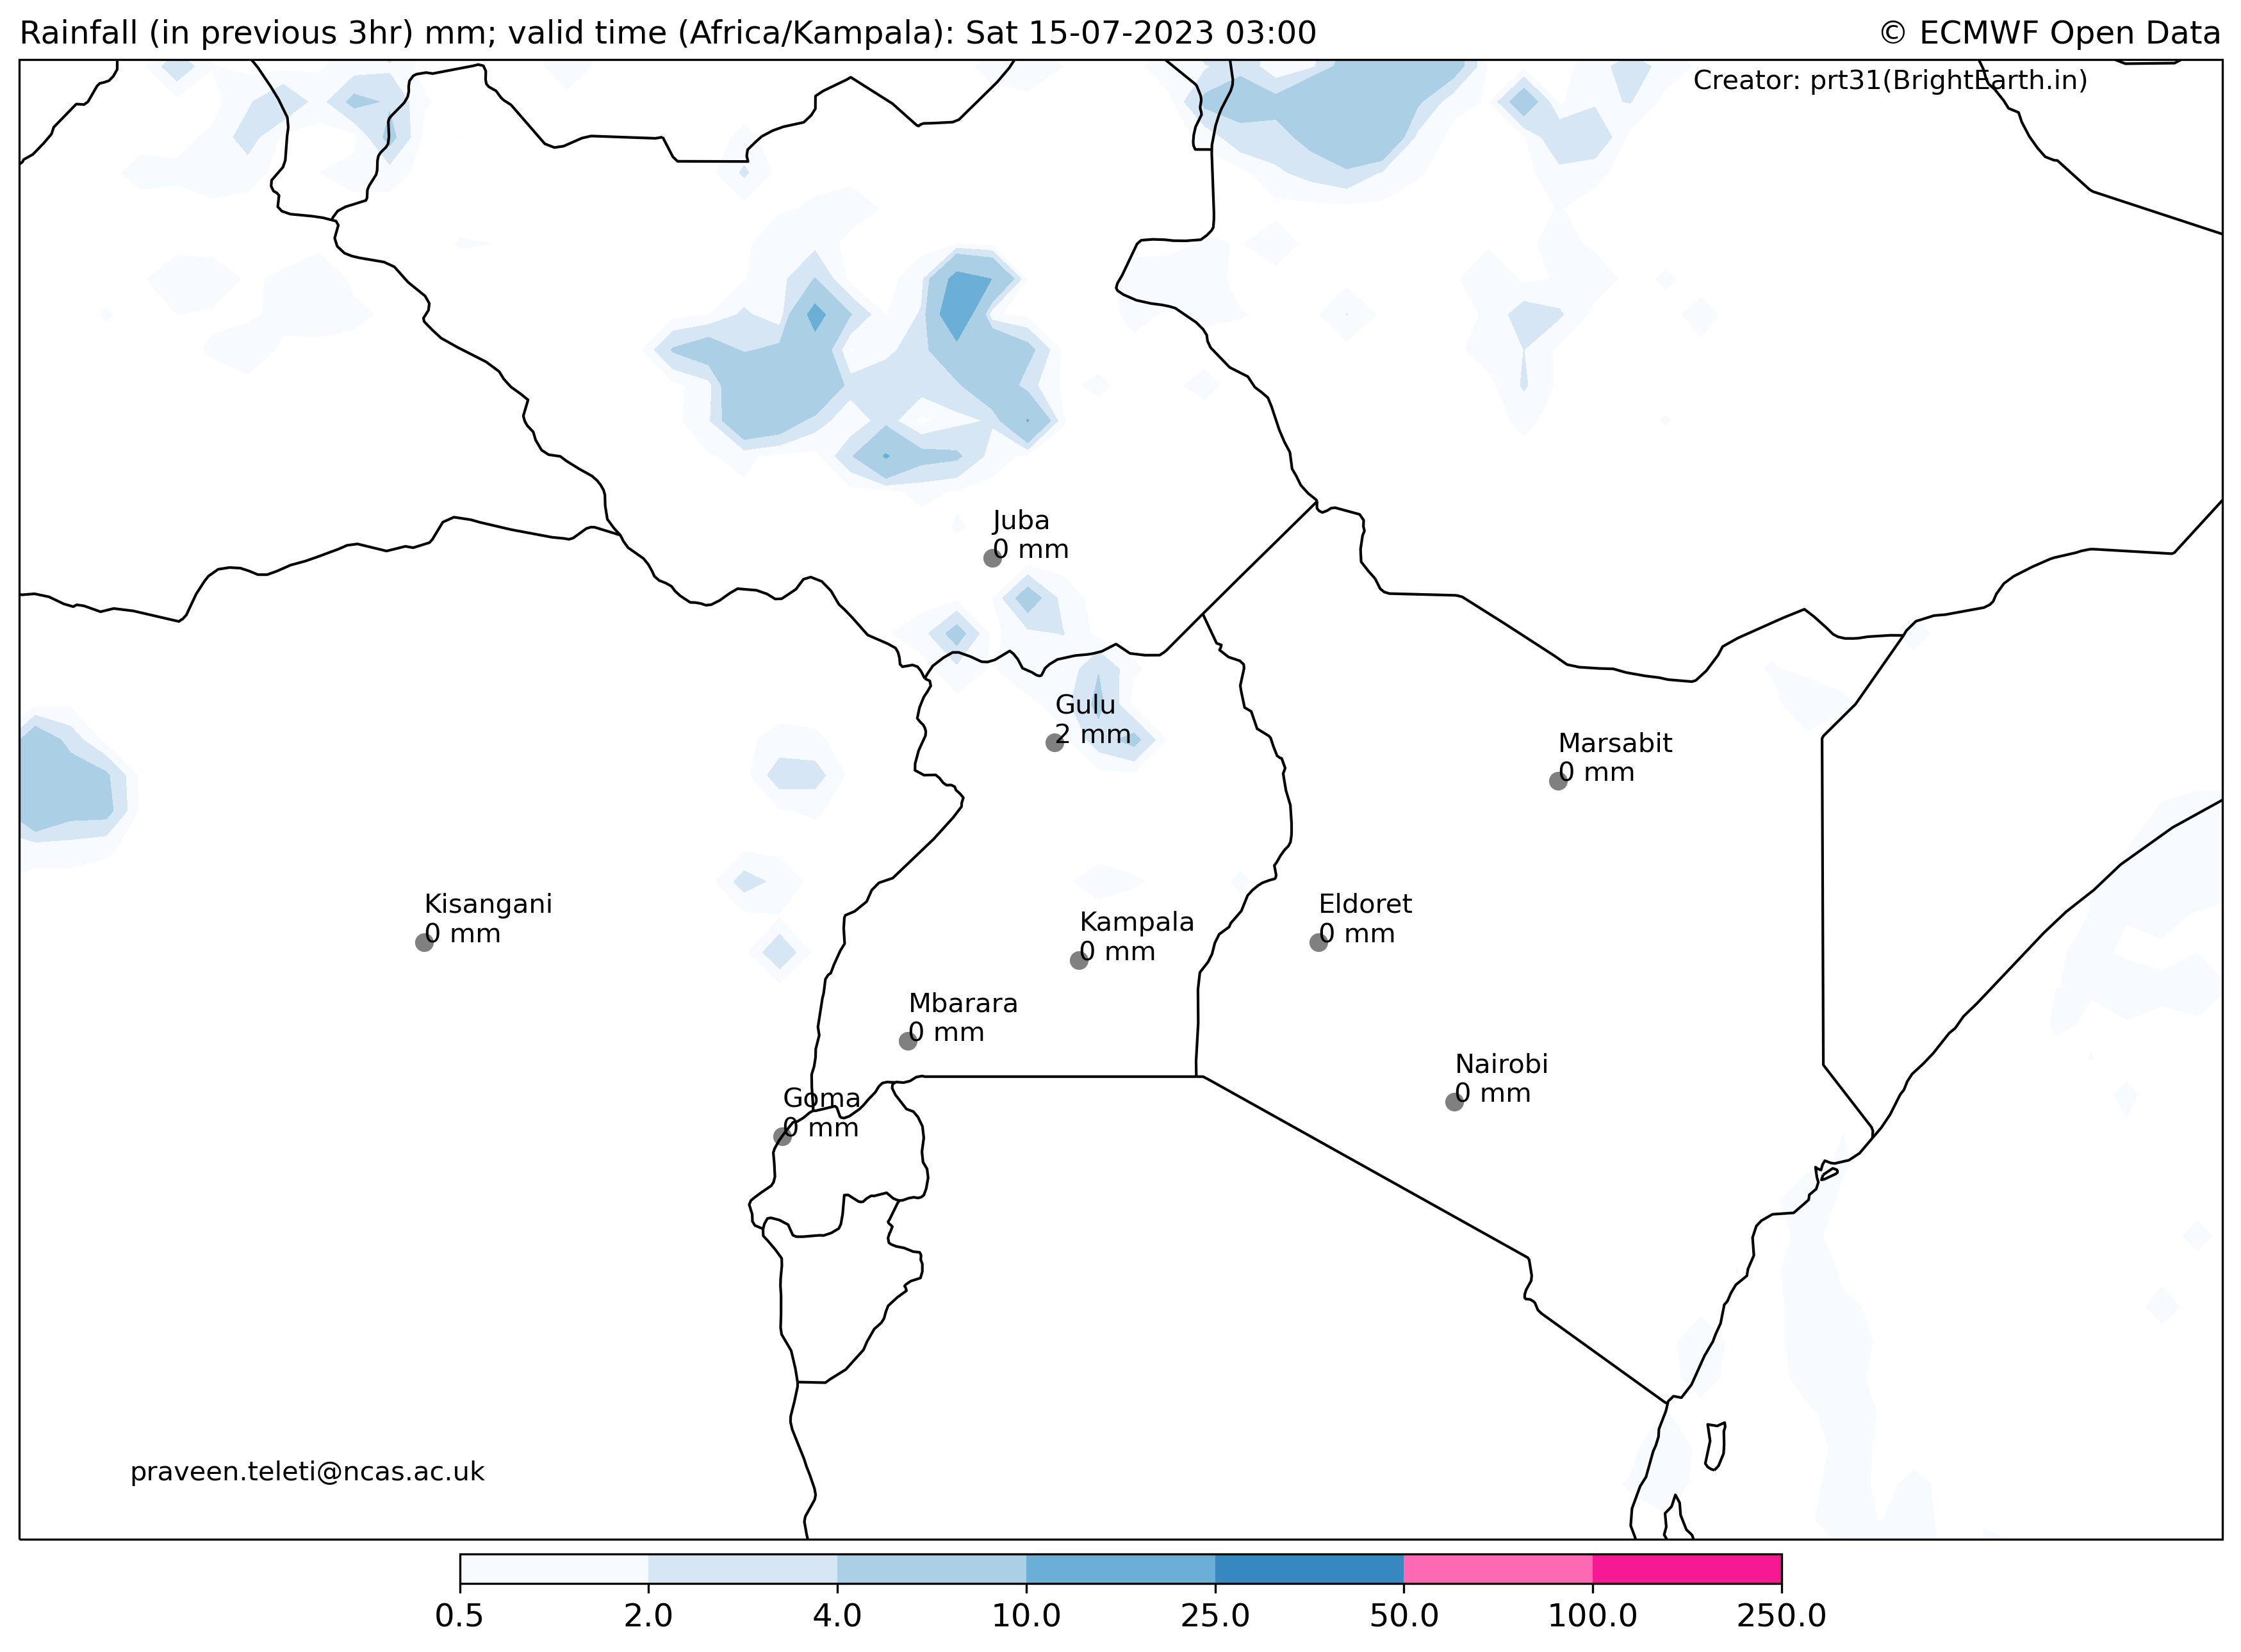 Rainfall (in previous 3hr) mm; valid time (Africa/Kampala): Sat 15-07-2023 03:00
© ECMWF Open Data
Creator: prt31(BrightEarth.in)
Juba
0 mm
Gulu
2 mm
Marsabit
0 mm
Kisangani
0 mm
Kampala
0 mm
Eldoret
0 mm
Mbarara
0 mm
Nairobi
0 mm
Goma
0 mm
praveen.teleti@ncas.ac.uk
0.5 2.0 4.0 10.0 25.0 50.0 100.0 250.0